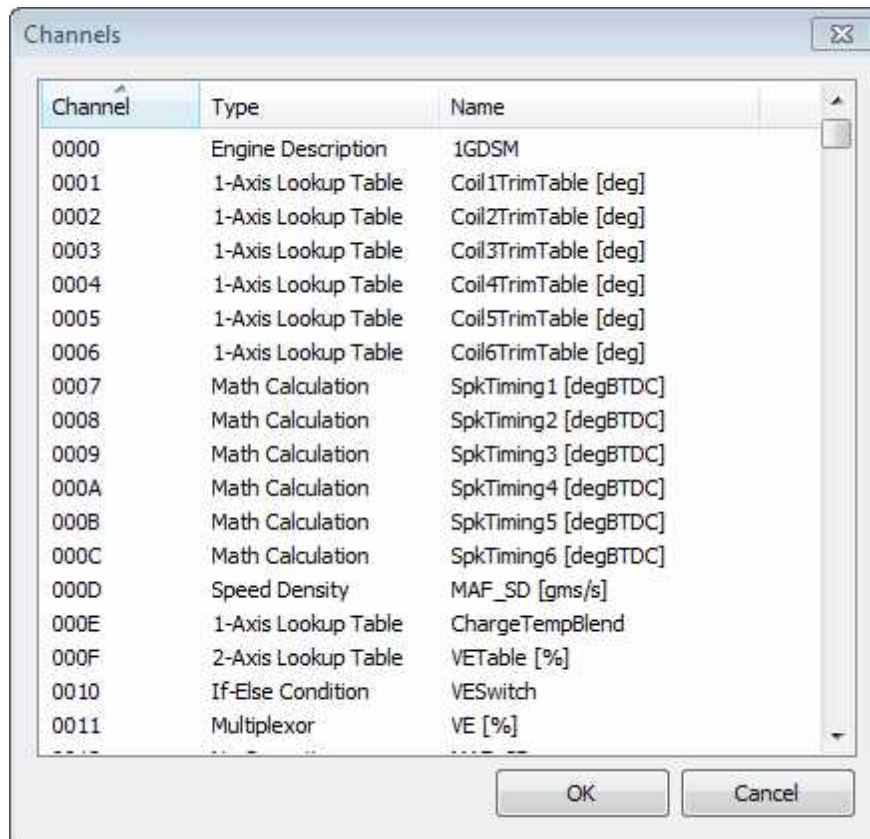 Channels
Channel Type Name
0000 Engine Description 1GDSM
0001 1-Axis Lookup Table Coil1TrimTable [deg]
0002 1-Axis Lookup Table Coil2TrimTable [deg]
0003 1-Axis Lookup Table Coil3TrimTable [deg]
0004 1-Axis Lookup Table Coil4TrimTable [deg]
0005 1-Axis Lookup Table Coil5TrimTable [deg]
0006 1-Axis Lookup Table Coil6TrimTable [deg]
0007 Math Calculation SpkTiming1 [degBTDC]
0008 Math Calculation SpkTiming2 [degBTDC]
0009 Math Calculation SpkTiming3 [degBTDC]
000A Math Calculation SpkTiming4 [degBTDC]
000B Math Calculation SpkTiming5 [degBTDC]
000C Math Calculation SpkTiming6 [degBTDC]
000D Speed Density MAF_SD [gms/s]
000E 1-Axis Lookup Table ChargeTempBlend
000F 2-Axis Lookup Table VETable [%]
0010 If-Else Condition VESwitch
0011 Multiplexor VE [%]
OK Cancel